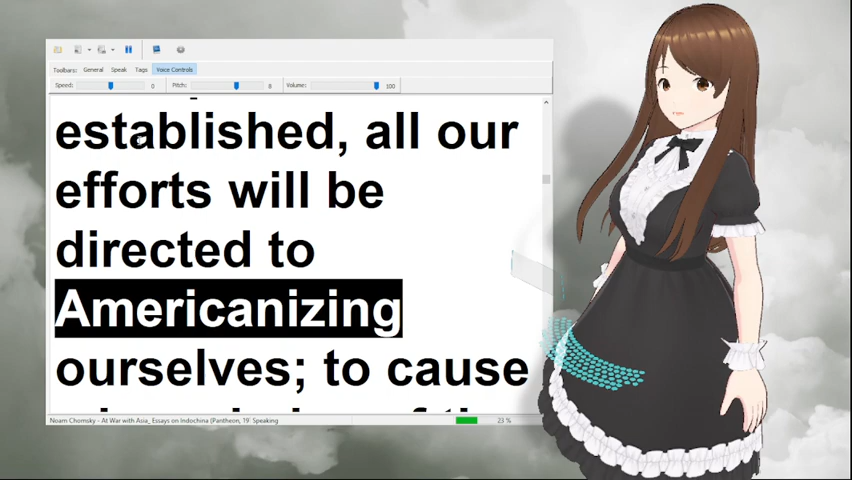 Toolbars: General Speak Tags Voice Controls
Speed: 0 Pitch: 8 Volume: 100
established, all our
efforts will be
directed to
Americanizing
ourselves; to cause
Noam Chomsky - At War with Asia_ Essays on Indochina (Pantheon, 19 Speaking 23 %